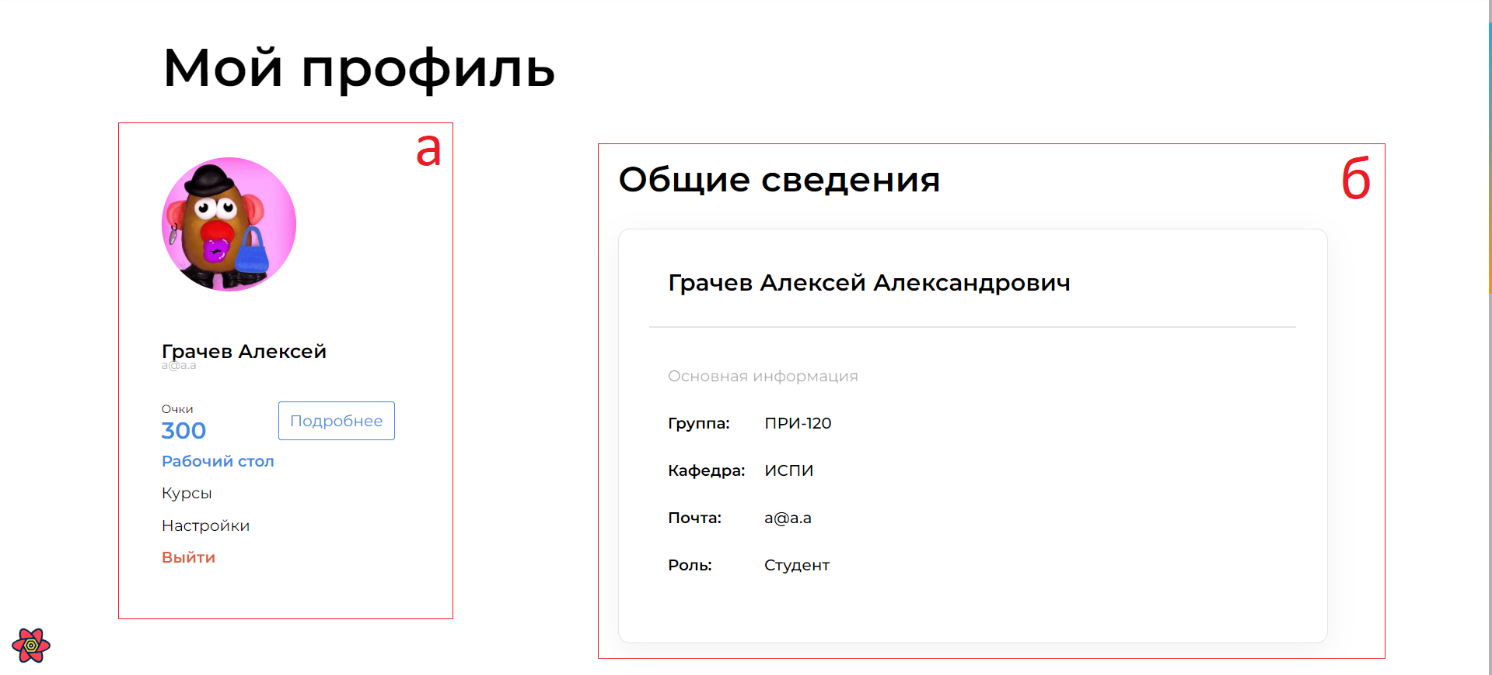 Мой профиль
а
Грачев Алексей
a@a.a
Очки
300
Подробнее
Рабочий стол
Курсы
Настройки
Выйти
б
Общие сведения
Грачев Алексей Александрович
Основная информация
Группа: ПРИ-120
Кафедра: ИСПИ
Почта: a@a.a
Роль: Студент